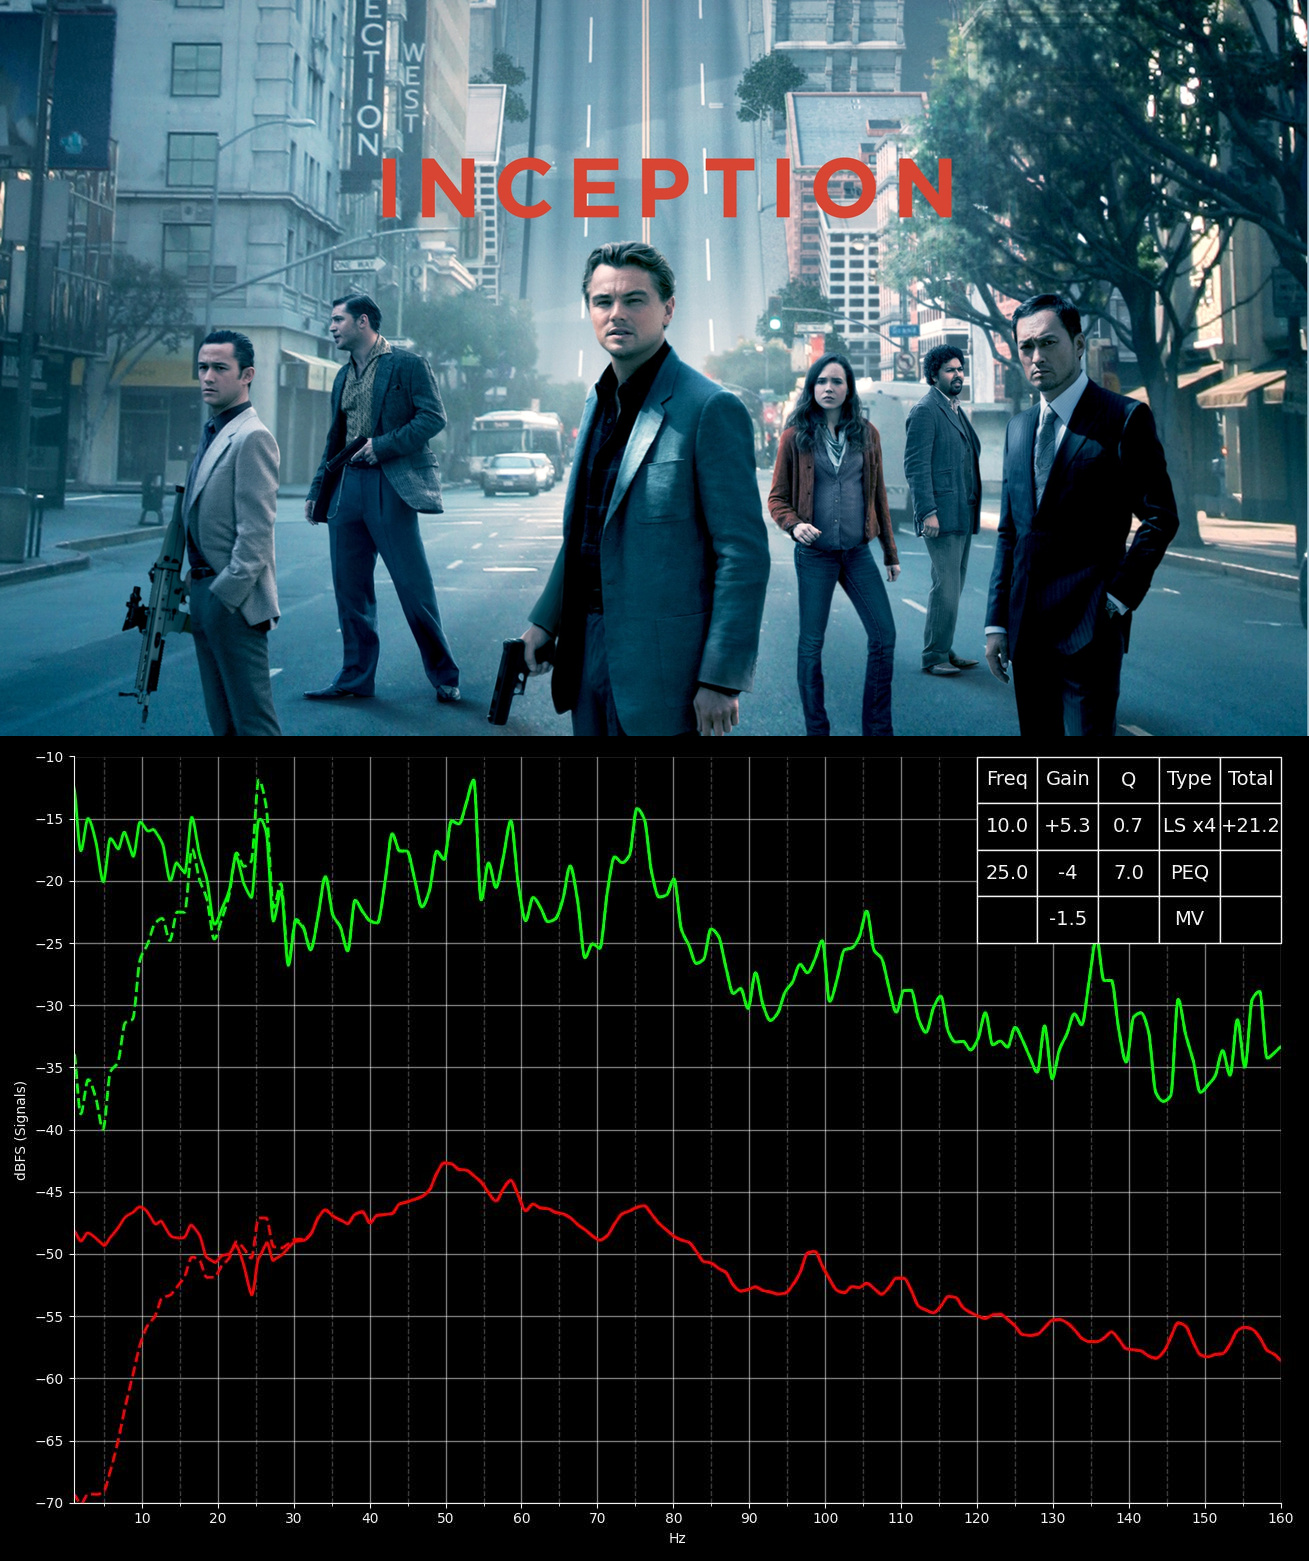 ECTION
WEST
INCEPTION
ONE WAY
Freq Gain Q Type Total
10.0 +5.3 0.7 LS x4 +21.2
25.0 -4 7.0 PEQ
-1.5 MV
−10
−15
−20
−25
−30
−35
−40
−45
−50
−55
−60
−65
−70
dBFS (Signals)
10 20 30 40 50 60 70 80 90 100 110 120 130 140 150 160
Hz